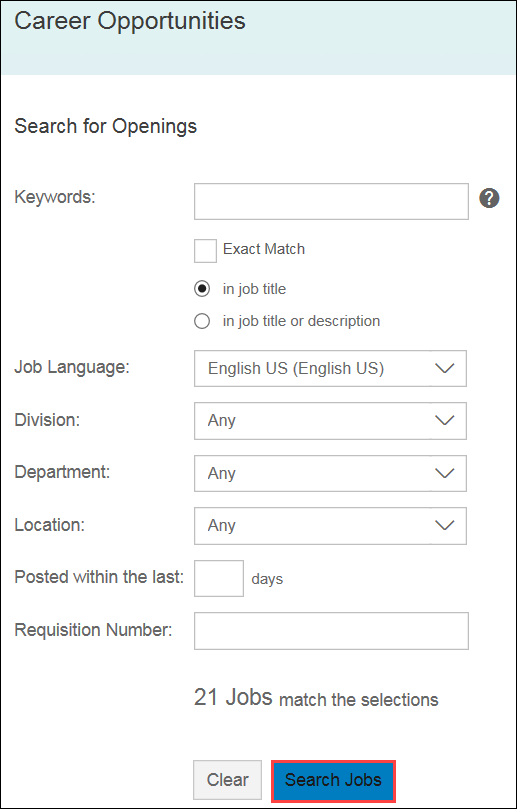 Career Opportunities
Search for Openings
Keywords: ?
Exact Match
in job title
in job title or description
Job Language: English US (English US)
Division: Any
Department: Any
Location: Any
Posted within the last: days
Requisition Number:
21 Jobs match the selections
Clear Search Jobs